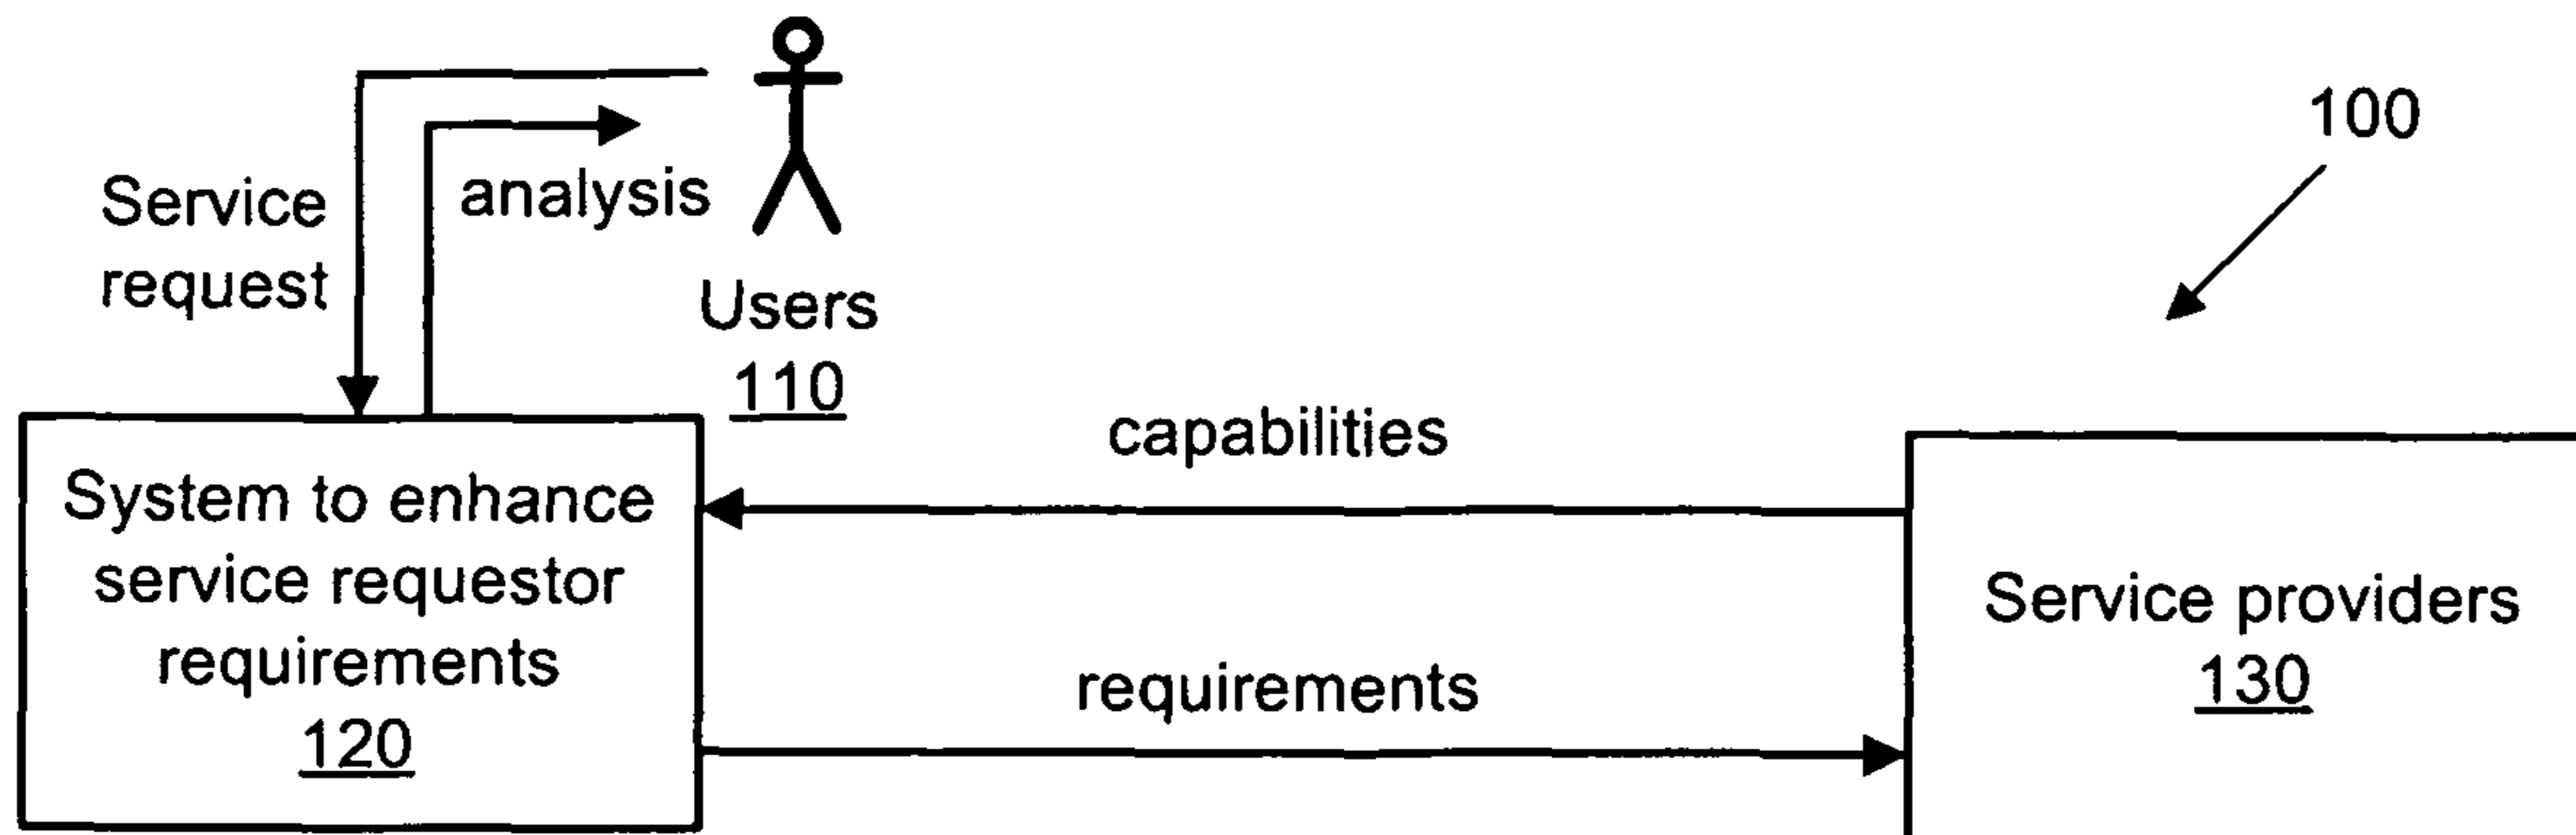 100
Service
request
analysis
Users
110
capabilities
System to enhance
service requestor
requirements
120
requirements
Service providers
130